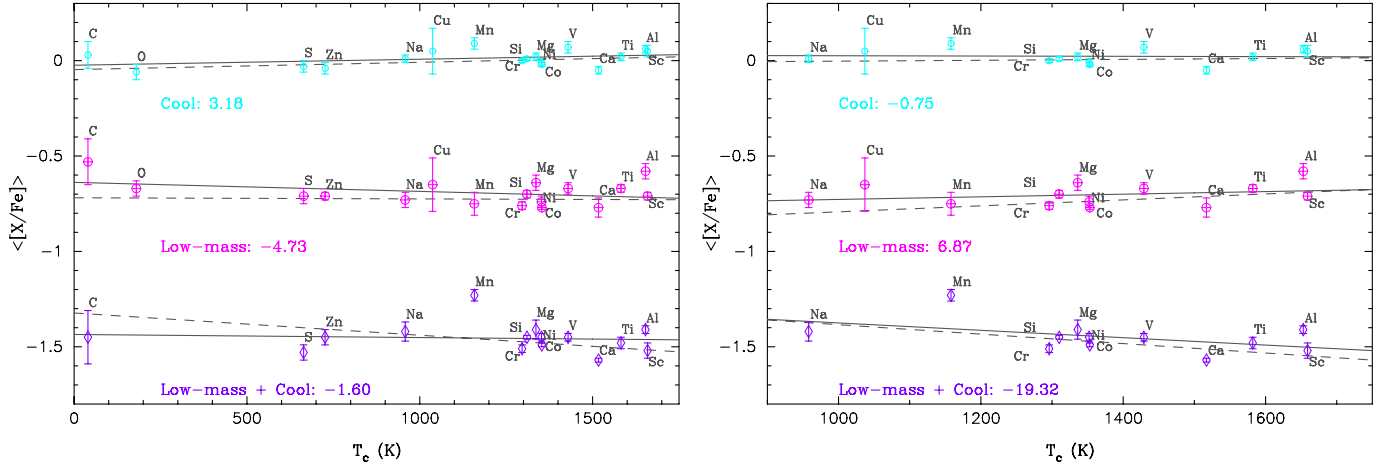 C
O
S
Zn
Na
Cu
Mn
Si
Cr
Mg
Ni
Co
V
Ca
Ti
Al
Sc
Cool: 3.18
C
O
S
Zn
Na
Cu
Mn
Si
Cr
Mg
Ni
Co
V
Ca
Ti
Al
Sc
Low-mass: -4.73
C
S
Zn
Na
Mn
Si
Cr
Mg
Ni
Co
V
Ca
Ti
Al
Sc
Low-mass + Cool: -1.60
0
-0.5
-1
-1.5
<[X/Fe]>
0 500 1000 1500
T_c (K)
Na
Cu
Mn
Si
Cr
Mg
Ni
Co
V
Ca
Ti
Al
Sc
Cool: -0.75
Na
Cu
Mn
Si
Cr
Mg
Ni
Co
V
Ca
Ti
Al
Sc
Low-mass: 6.87
Na
Mn
Si
Cr
Mg
Ni
Co
V
Ca
Ti
Al
Sc
Low-mass + Cool: -19.32
0
-0.5
-1
-1.5
<[X/Fe]>
1000 1200 1400 1600
T_c (K)